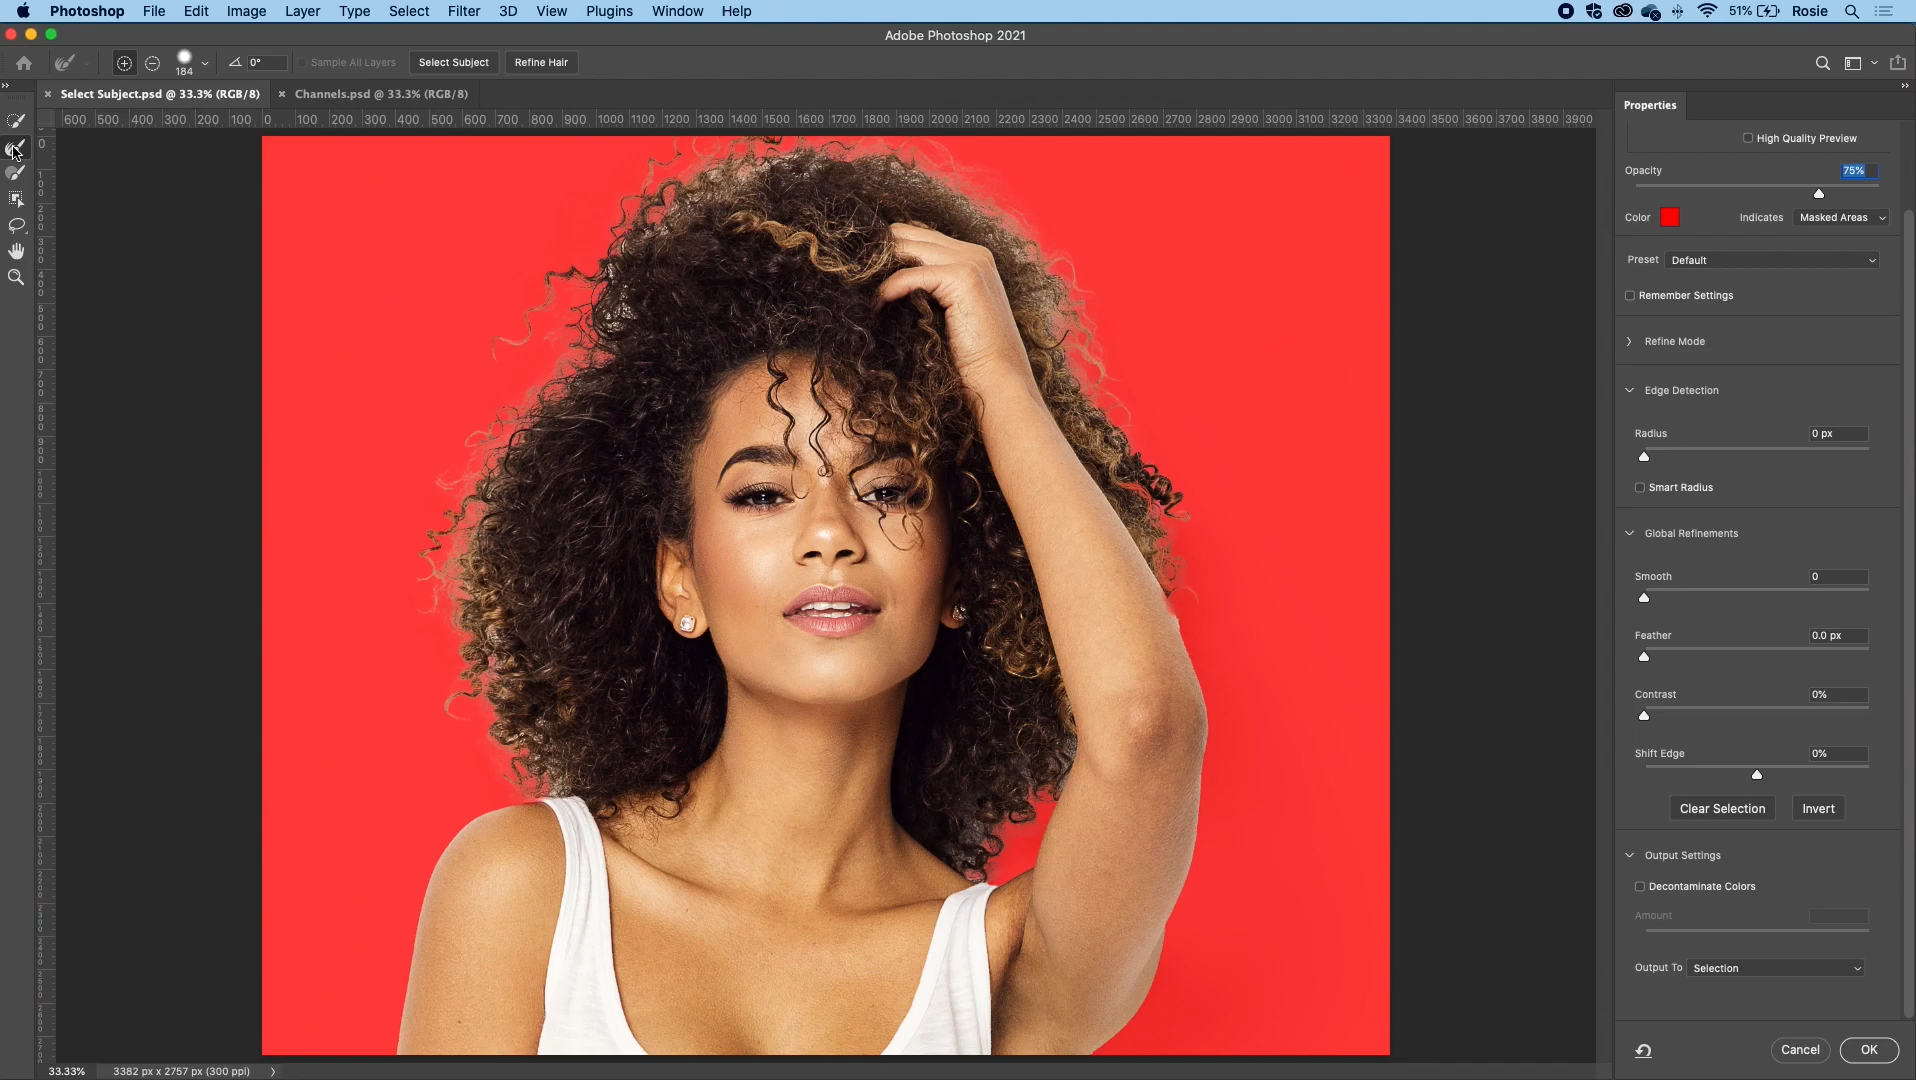 Photoshop File Edit Image Layer Type Select Filter 3D View Plugins Window Help 51% Rosie
Adobe Photoshop 2021
184 0° Sample All Layers Select Subject Refine Hair
Select Subject.psd @ 33.3% (RGB/8) × Channels.psd @ 33.3% (RGB/8)
600 500 400 300 200 100 0 100 200 300 400 500 600 700 800 900 1000 1100 1200 1300 1400 1500 1600 1700 1800 1900 2000 2100 2200 2300 2400 2500 2600 2700 2800 2900 3000 3100 3200 3300 3400 3500 3600 3700 3800 3900
Properties
High Quality Preview
Opacity 75%
Color Indicates Masked Areas
Preset Default
Remember Settings
Refine Mode
Edge Detection
Radius 0 px
Smart Radius
Global Refinements
Smooth 0
Feather 0.0 px
Contrast 0%
Shift Edge 0%
Clear Selection Invert
Output Settings
Decontaminate Colors
Amount
Output To Selection
Cancel OK
33.33% 3382 px x 2757 px (300 ppi)